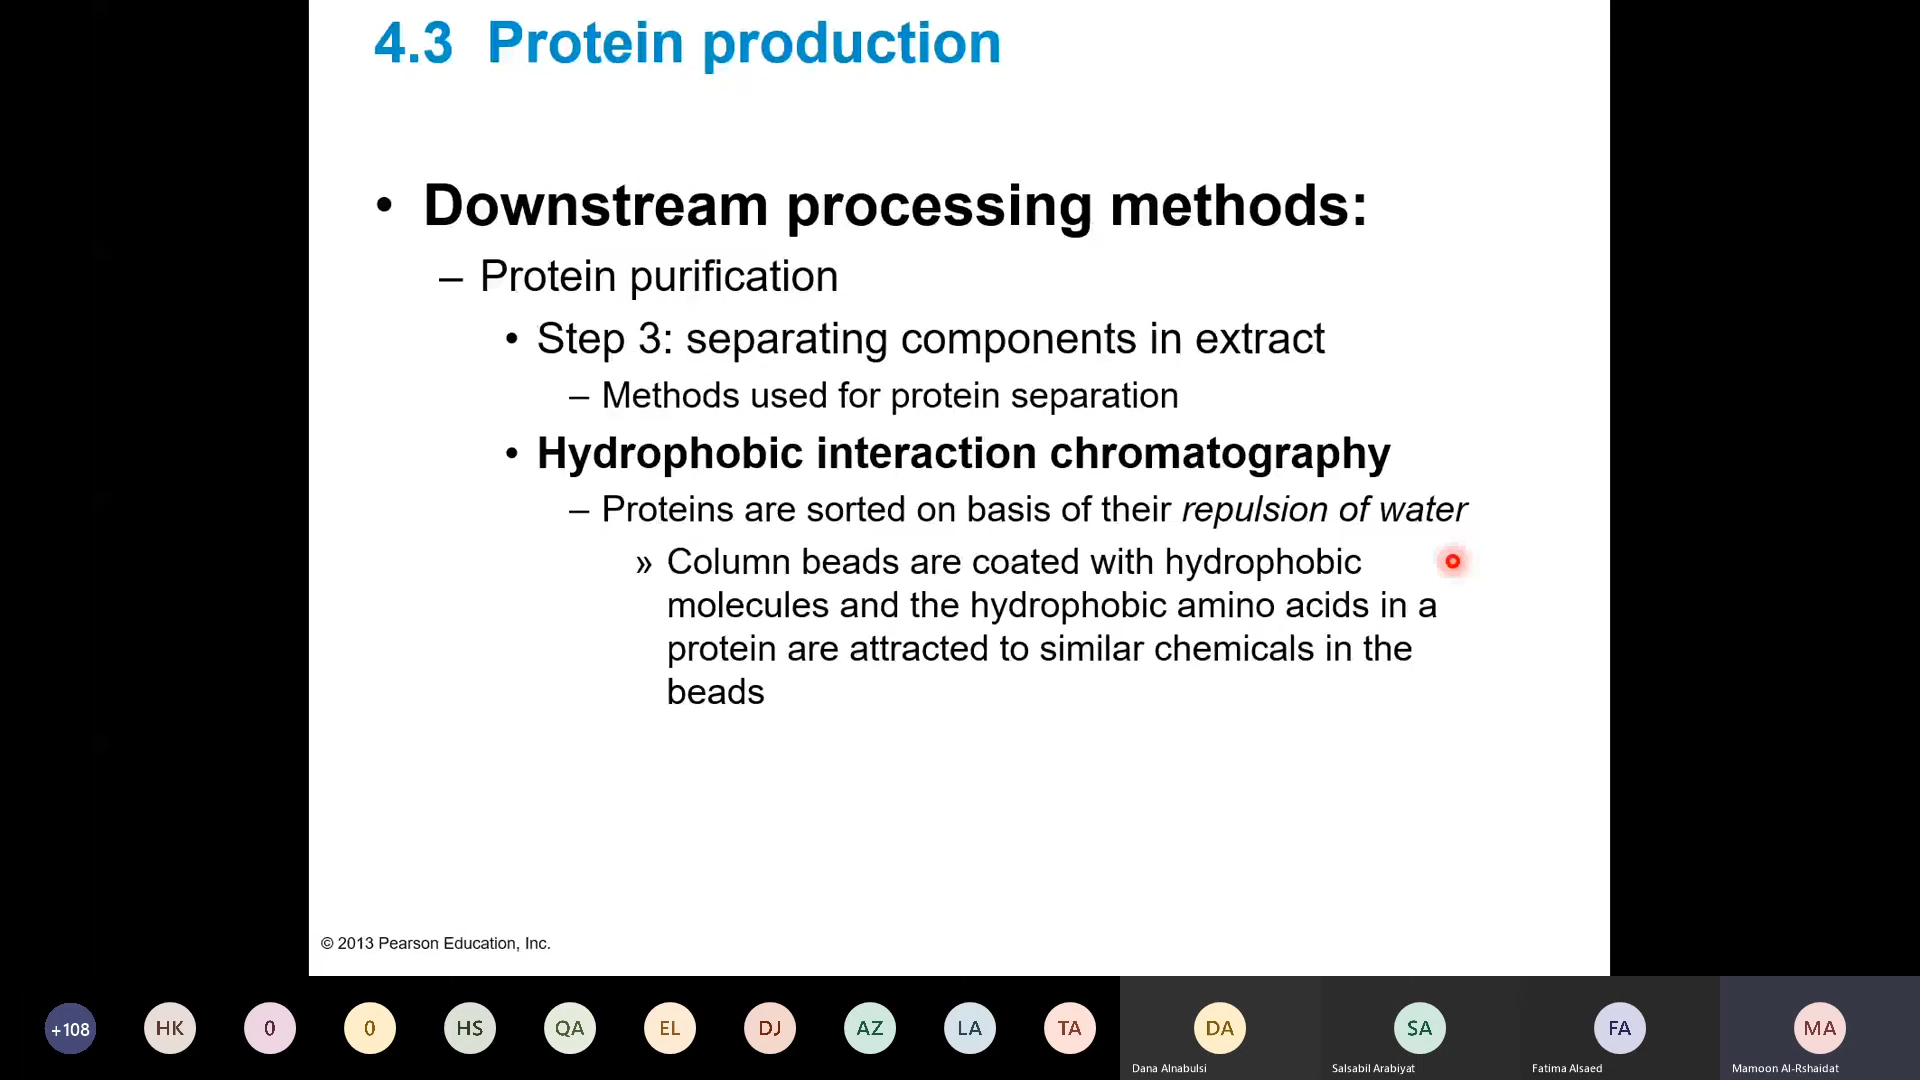 4.3 Protein production
• Downstream processing methods:
– Protein purification
• Step 3: separating components in extract
– Methods used for protein separation
• Hydrophobic interaction chromatography
– Proteins are sorted on basis of their repulsion of water
» Column beads are coated with hydrophobic
molecules and the hydrophobic amino acids in a
protein are attracted to similar chemicals in the
beads
© 2013 Pearson Education, Inc.
+108 HK 0 0 HS QA EL DJ AZ LA TA DA SA FA MA
Dana Alnabulsi Salsabil Arabiyat Fatima Alsaed Mamoon Al-Rshaidat